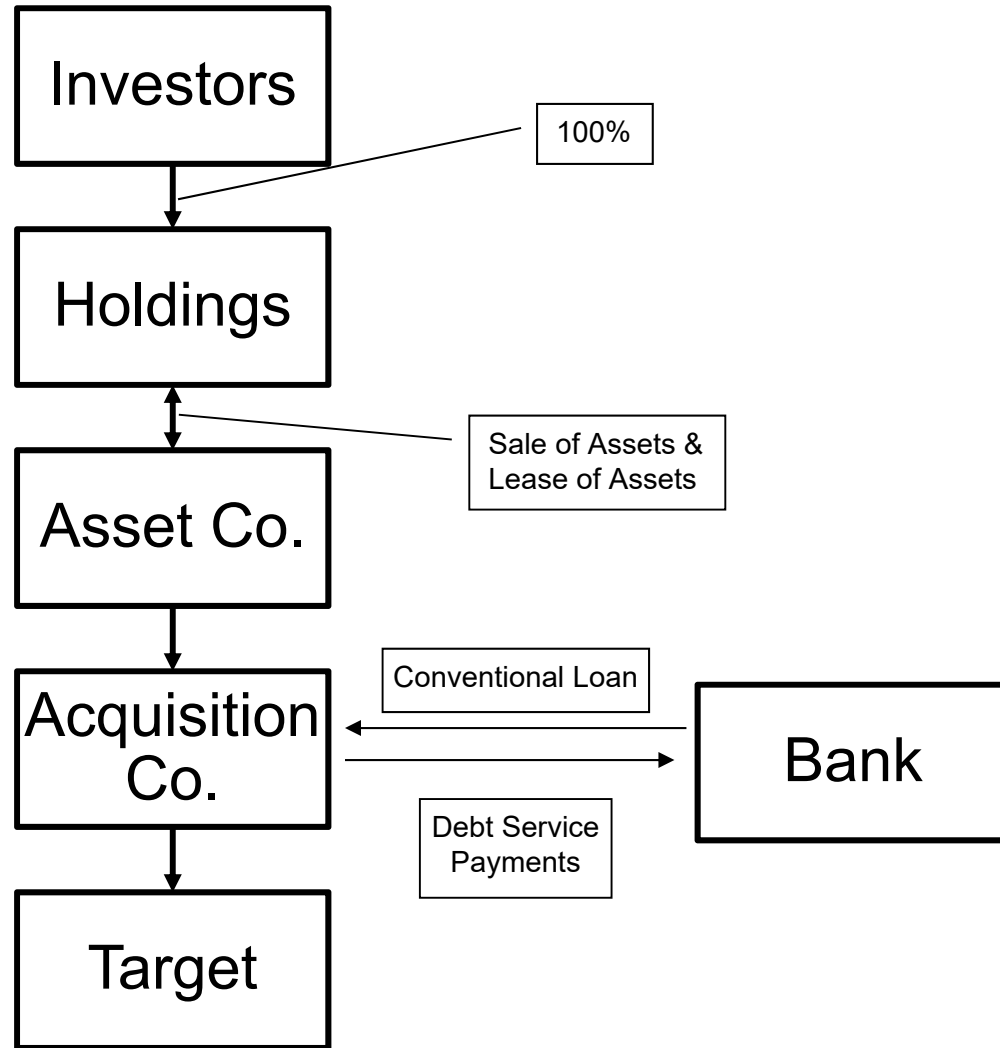 Investors
100%
Holdings
Sale of Assets &
Lease of Assets
Asset Co.
Conventional Loan
Acquisition
Co.
Bank
Debt Service
Payments
Target